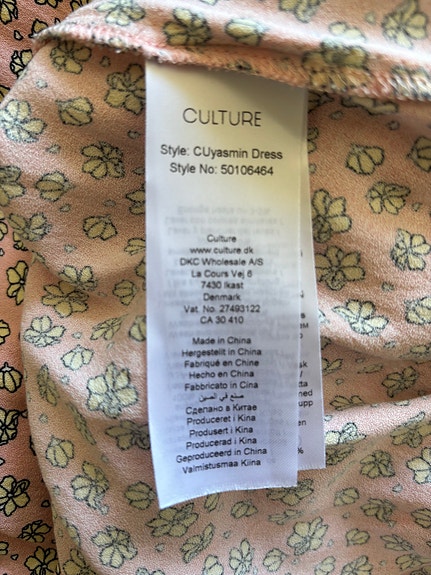 CULTURE
Style: CUyasmin Dress
Style No: 50106464
Culture
www.culture.dk
DKC Wholesale A/S
La Cours Vej 6
7430 Ikast
Denmark
Vat. No. 27493122
CA 30 410
Made in China
Hergestellt in China
Fabriqué en Chine
Hecho en China
Fabbricato in Cina
صنع في الصين
Сделано в Китае
Produceret i Kina
Produsert i Kina
Producerad i Kina
Geproduceerd in China
Valmistusmaa Kiina